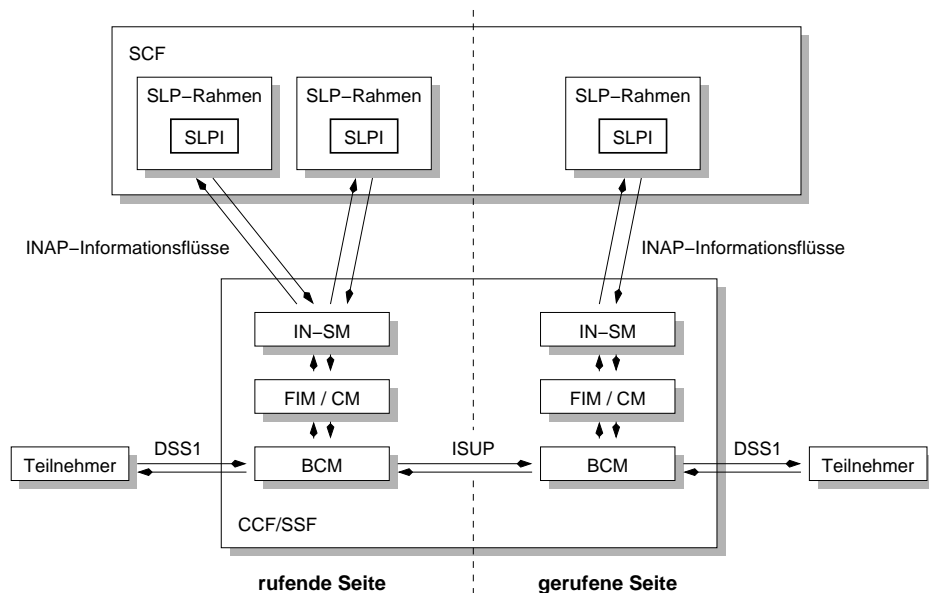 SCF
SLP−Rahmen
SLP−Rahmen
SLP−Rahmen
SLPI
SLPI
SLPI
INAP−Informationsflüsse
INAP−Informationsflüsse
IN−SM
IN−SM
FIM / CM
FIM / CM
DSS1
ISUP
DSS1
Teilnehmer
BCM
BCM
Teilnehmer
CCF/SSF
rufende Seite
gerufene Seite